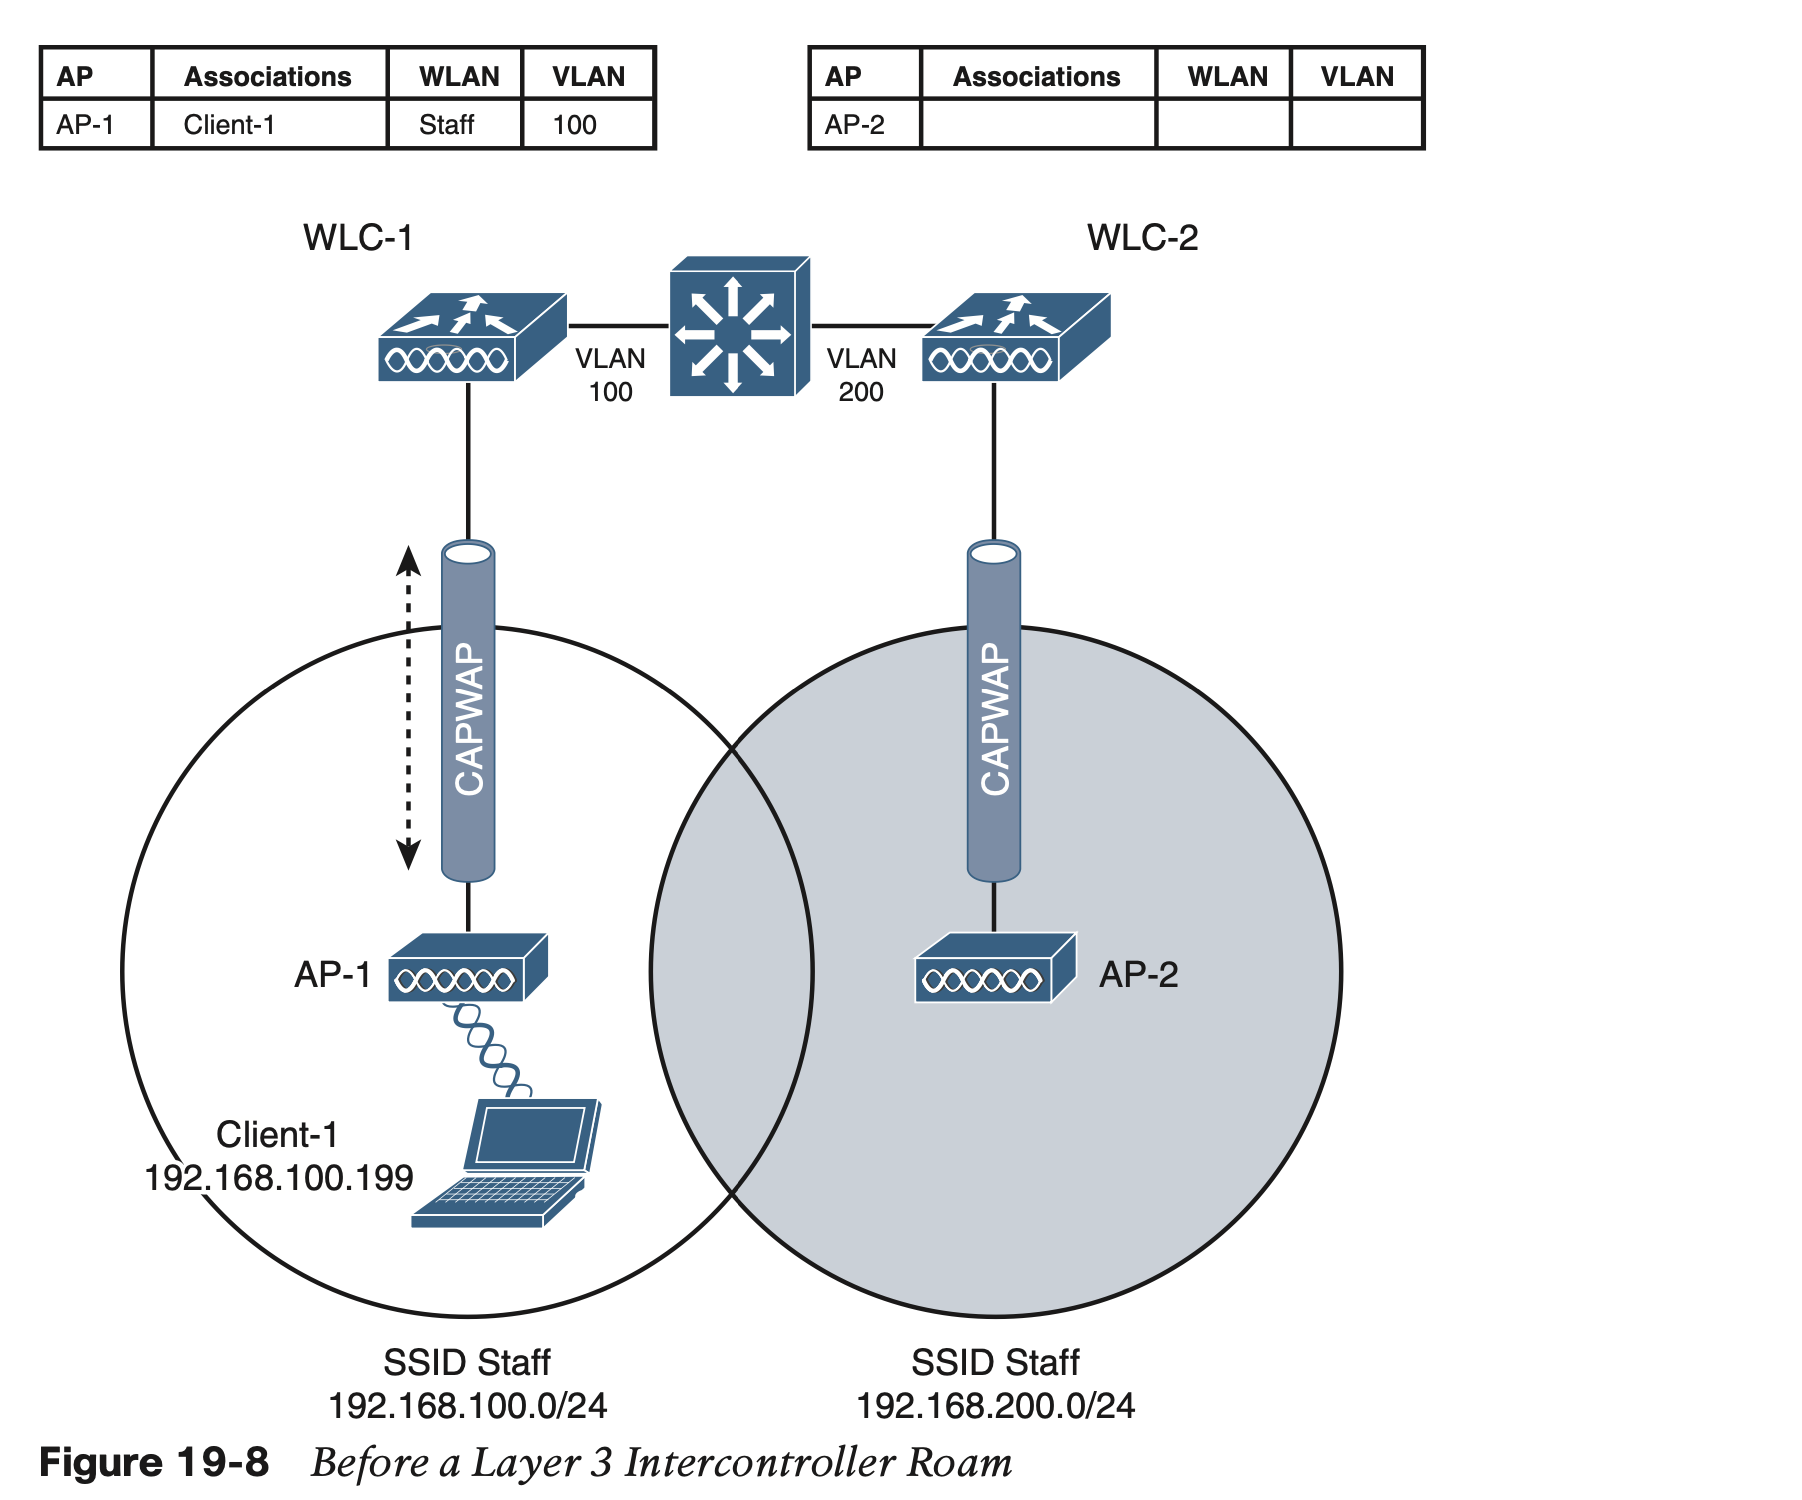 AP Associations WLAN VLAN
AP-1 Client-1 Staff 100
AP Associations WLAN VLAN
AP-2
WLC-1
WLC-2
VLAN
100
VLAN
200
CAPWAP
CAPWAP
AP-1
AP-2
Client-1
192.168.100.199
SSID Staff
192.168.100.0/24
SSID Staff
192.168.200.0/24
Figure 19-8 Before a Layer 3 Intercontroller Roam